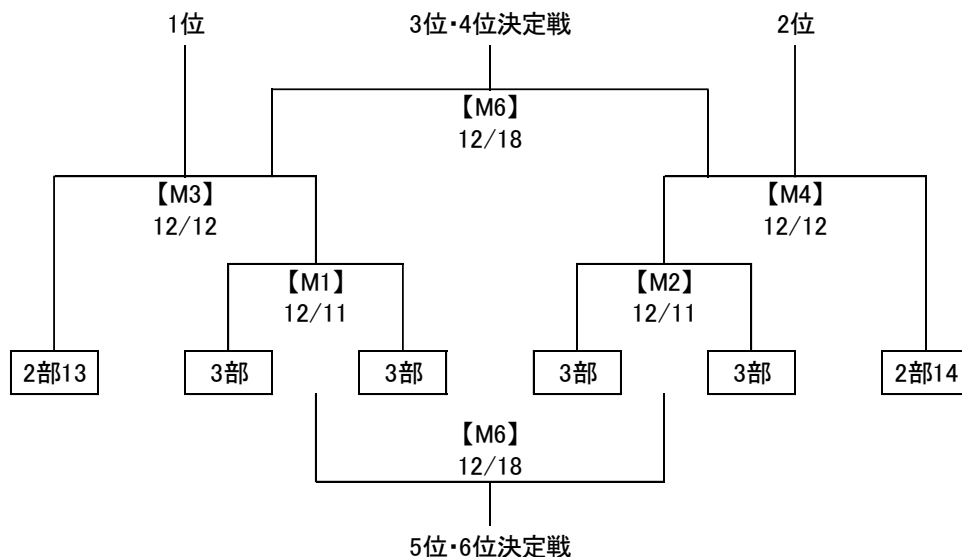 1位 3位・4位決定戦 2位
【M6】
12/18
【M3】 【M4】
12/12 12/12
【M1】 【M2】
12/11 12/11
2部13 3部 3部 3部 3部 2部14
【M6】
12/18
5位・6位決定戦